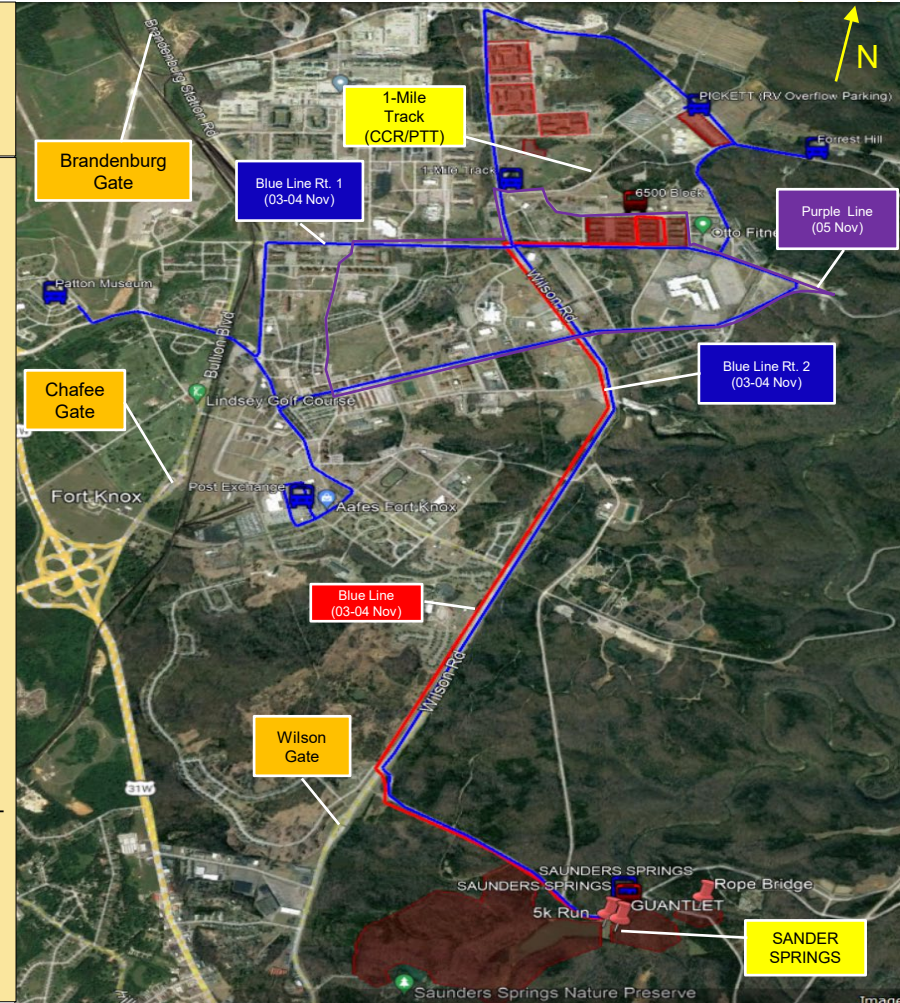 N
Brandenburg Station Rd
PICKETT (RV Overflow Parking)
1-Mile
Track
(CCR/PTT)
Forrest Hill
Brandenburg
Gate
1-Mile Track
Blue Line Rt. 1
(03-04 Nov)
6500 Block
Purple Line
(05 Nov)
Otto Fitne
Patton Museum
Wilson Rd
Bullion Blvd
Blue Line Rt. 2
(03-04 Nov)
Chafee
Gate
Lindsey Golf Course
Fort Knox
Post Exchange
Aafes Fort Knox
Blue Line
(03-04 Nov)
Wilson Rd
Wilson
Gate
31W
SAUNDERS SPRINGS
SAUNDERS SPRINGS
Rope Bridge
GUANTLET
5k Run
SANDER
SPRINGS
Saunders Springs Nature Preserve
Image